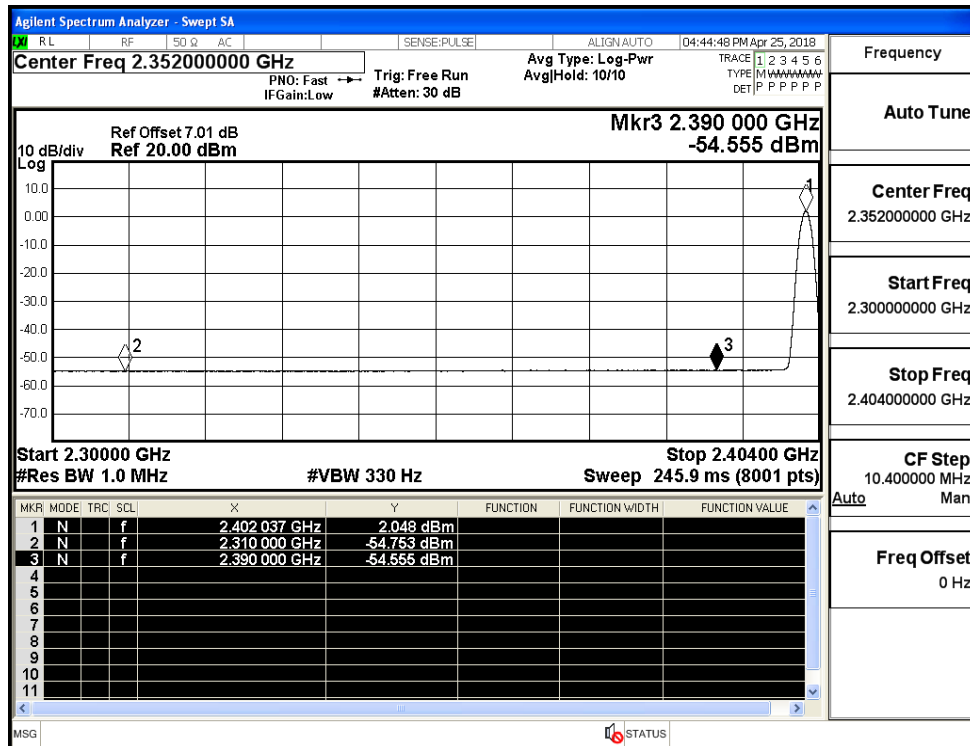 Agilent Spectrum Analyzer - Swept SA
LXI RL RF 50 Ω AC SENSE:PULSE ALIGN AUTO 04:44:48 PM Apr 25, 2018
Center Freq 2.352000000 GHz
PNO: Fast
IFGain:Low
Trig: Free Run
#Atten: 30 dB
Avg Type: Log-Pwr
Avg|Hold: 10/10
TRACE 1 2 3 4 5 6
TYPE M WWWWW
DET P P P P P P
Mkr3 2.390 000 GHz
-54.555 dBm
Ref Offset 7.01 dB
10 dB/div Ref 20.00 dBm
Log
10.0
0.00
-10.0
-20.0
-30.0
-40.0
-50.0
-60.0
-70.0
1
2
3
Start 2.30000 GHz Stop 2.40400 GHz
#Res BW 1.0 MHz #VBW 330 Hz Sweep 245.9 ms (8001 pts)
MKR MODE TRC SCL X Y FUNCTION FUNCTION WIDTH FUNCTION VALUE
1 N f 2.402 037 GHz 2.048 dBm
2 N f 2.310 000 GHz -54.753 dBm
3 N f 2.390 000 GHz -54.555 dBm
4
5
6
7
8
9
10
11
MSG STATUS
Frequency
Auto Tune
Center Freq
2.352000000 GHz
Start Freq
2.300000000 GHz
Stop Freq
2.404000000 GHz
CF Step
10.400000 MHz
Auto Man
Freq Offset
0 Hz